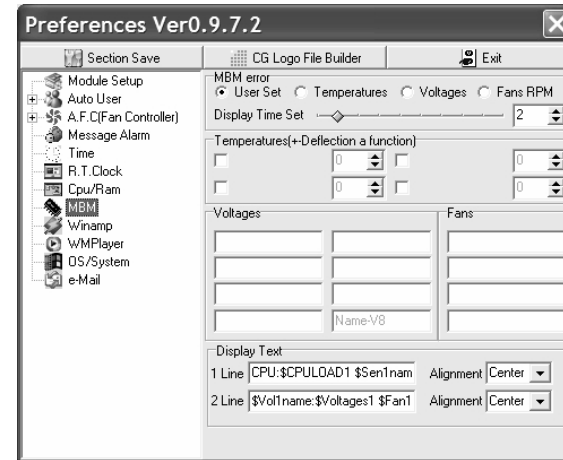 Preferences Ver0.9.7.2
Section Save
CG Logo File Builder
Exit
Module Setup
Auto User
A.F.C(Fan Controller)
Message Alarm
Time
R.T.Clock
Cpu/Ram
MBM
Winamp
WMPlayer
OS/System
e-Mail
MBM error
User Set
Temperatures
Voltages
Fans RPM
Display Time Set
2
Temperatures(+-Deflection a function)
0
0
0
0
Voltages
Fans
Name-V8
Display Text
1 Line CPU:$CPULOAD1 $Sen1nam Alignment Center
2 Line $Vol1name:$Voltages1 $Fan1 Alignment Center